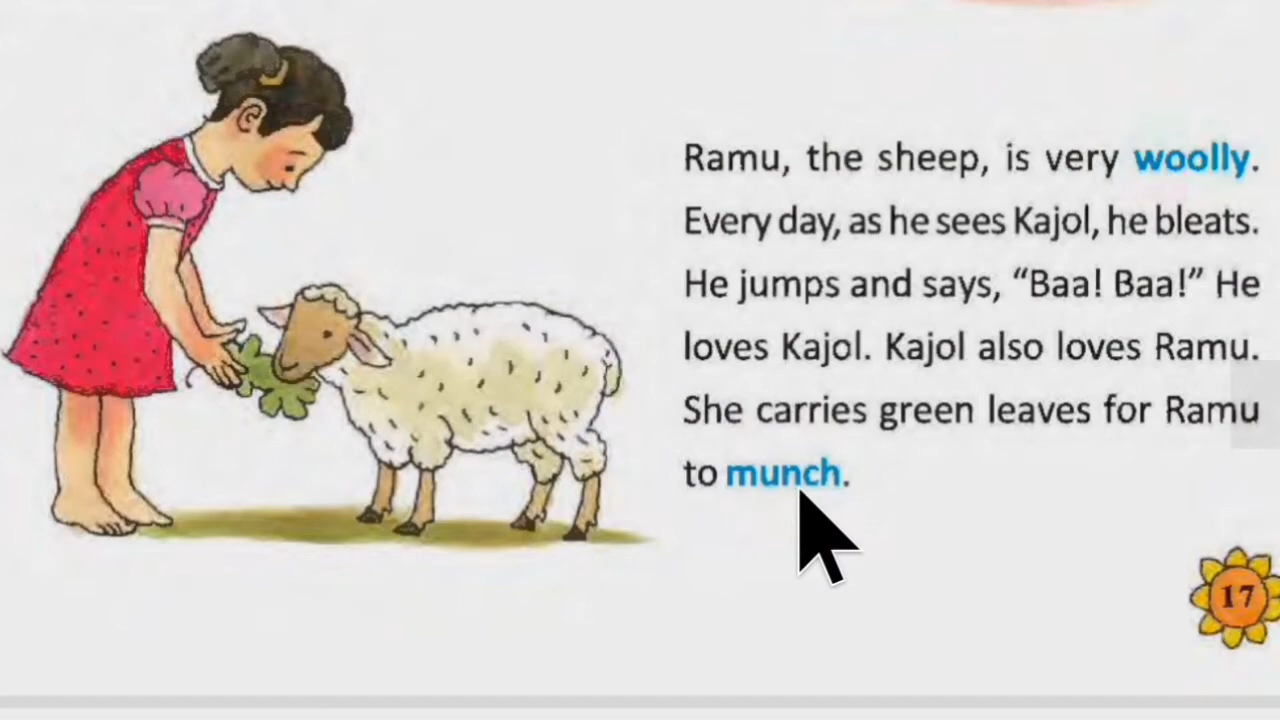 Ramu, the sheep, is very woolly.
Every day, as he sees Kajol, he bleats.
He jumps and says, “Baa! Baa!” He
loves Kajol. Kajol also loves Ramu.
She carries green leaves for Ramu
to munch.
17